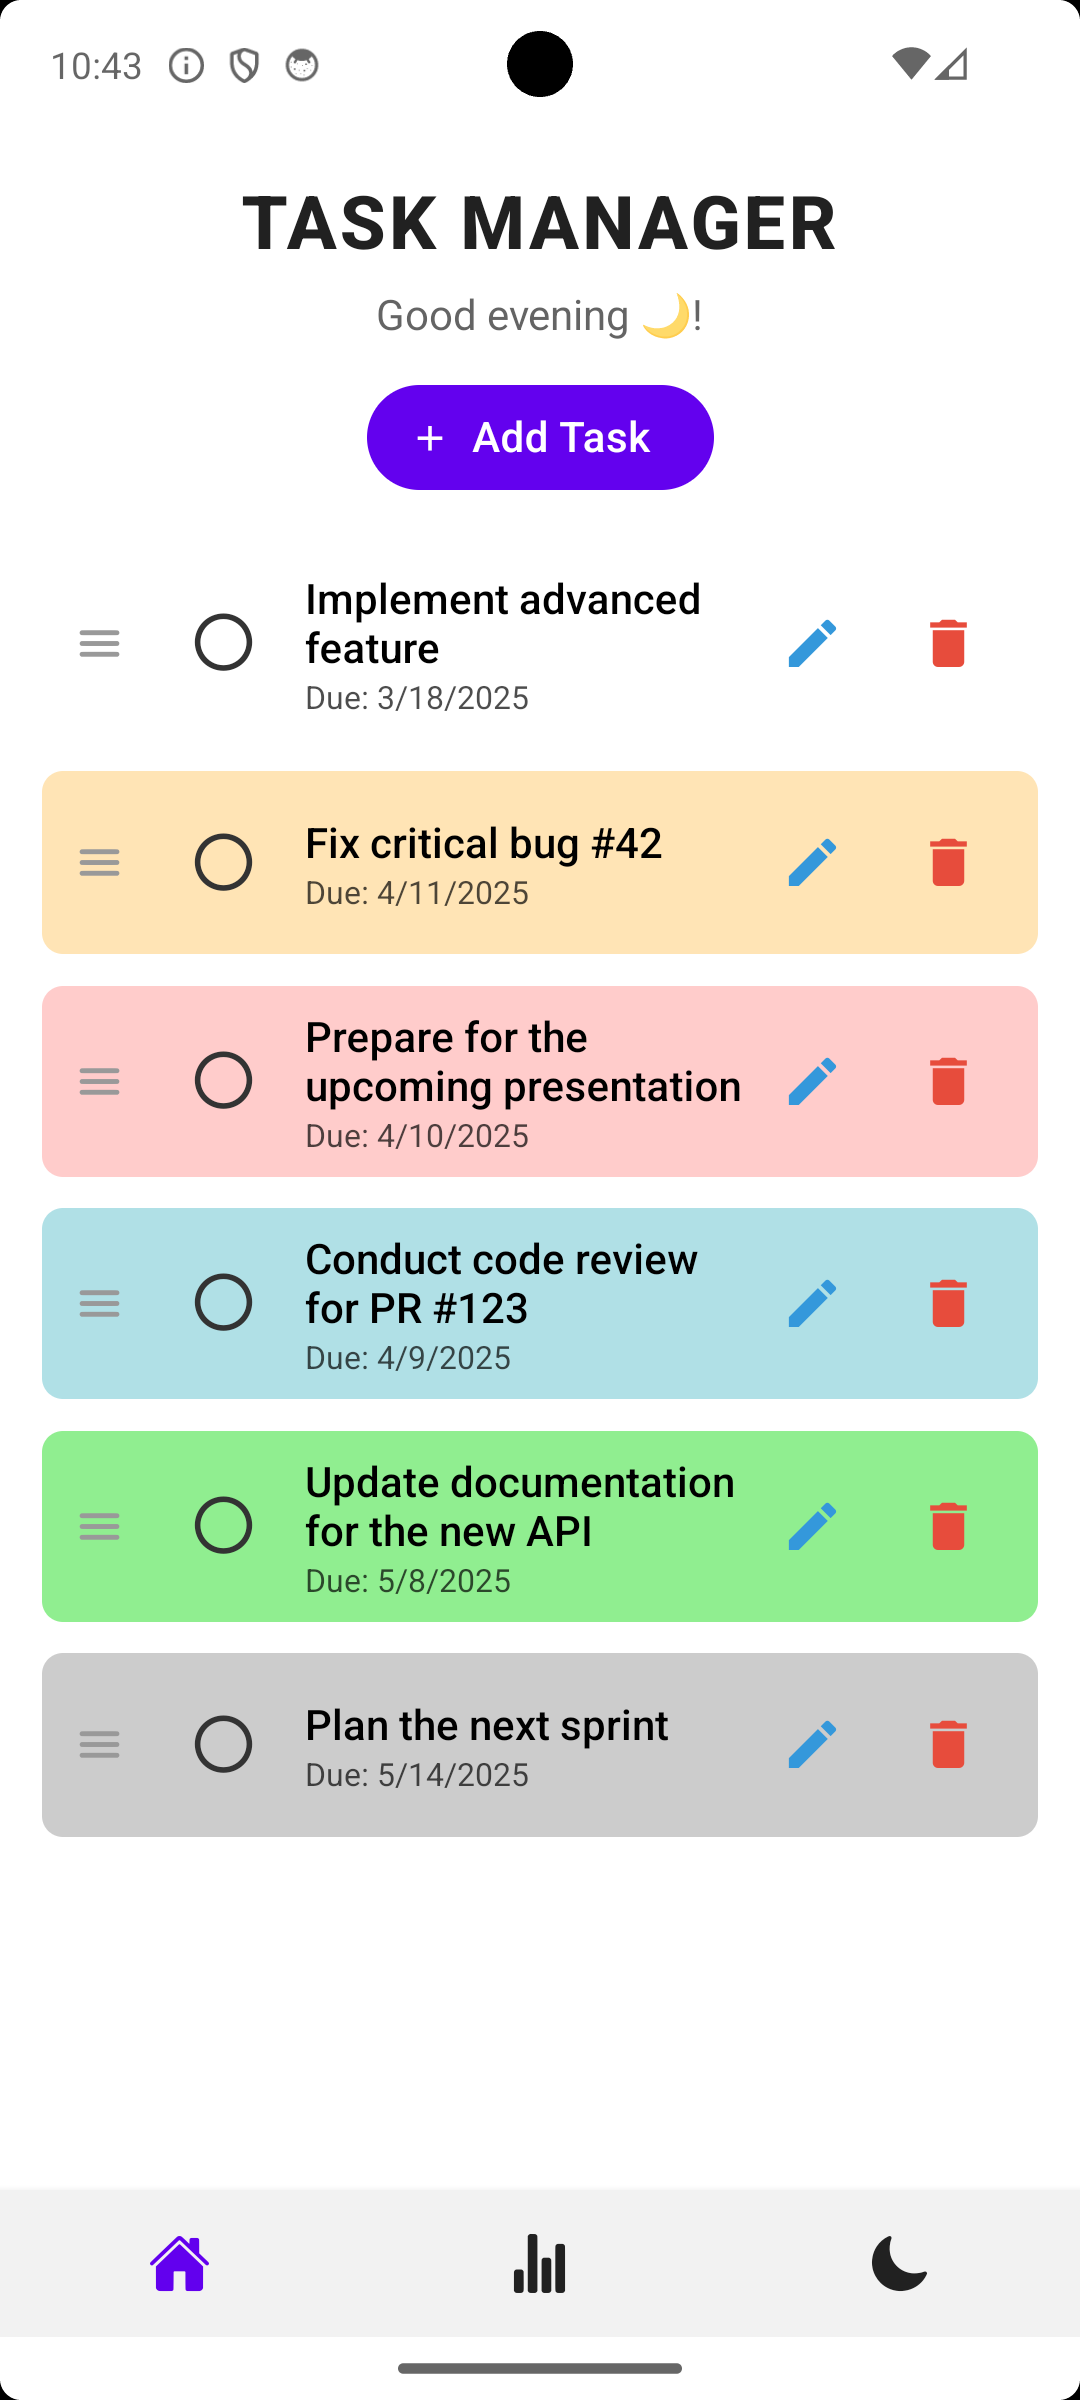 10:43
TASK MANAGER
Good evening 🌙!
+ Add Task
Implement advanced
feature
Due: 3/18/2025
Fix critical bug #42
Due: 4/11/2025
Prepare for the
upcoming presentation
Due: 4/10/2025
Conduct code review
for PR #123
Due: 4/9/2025
Update documentation
for the new API
Due: 5/8/2025
Plan the next sprint
Due: 5/14/2025